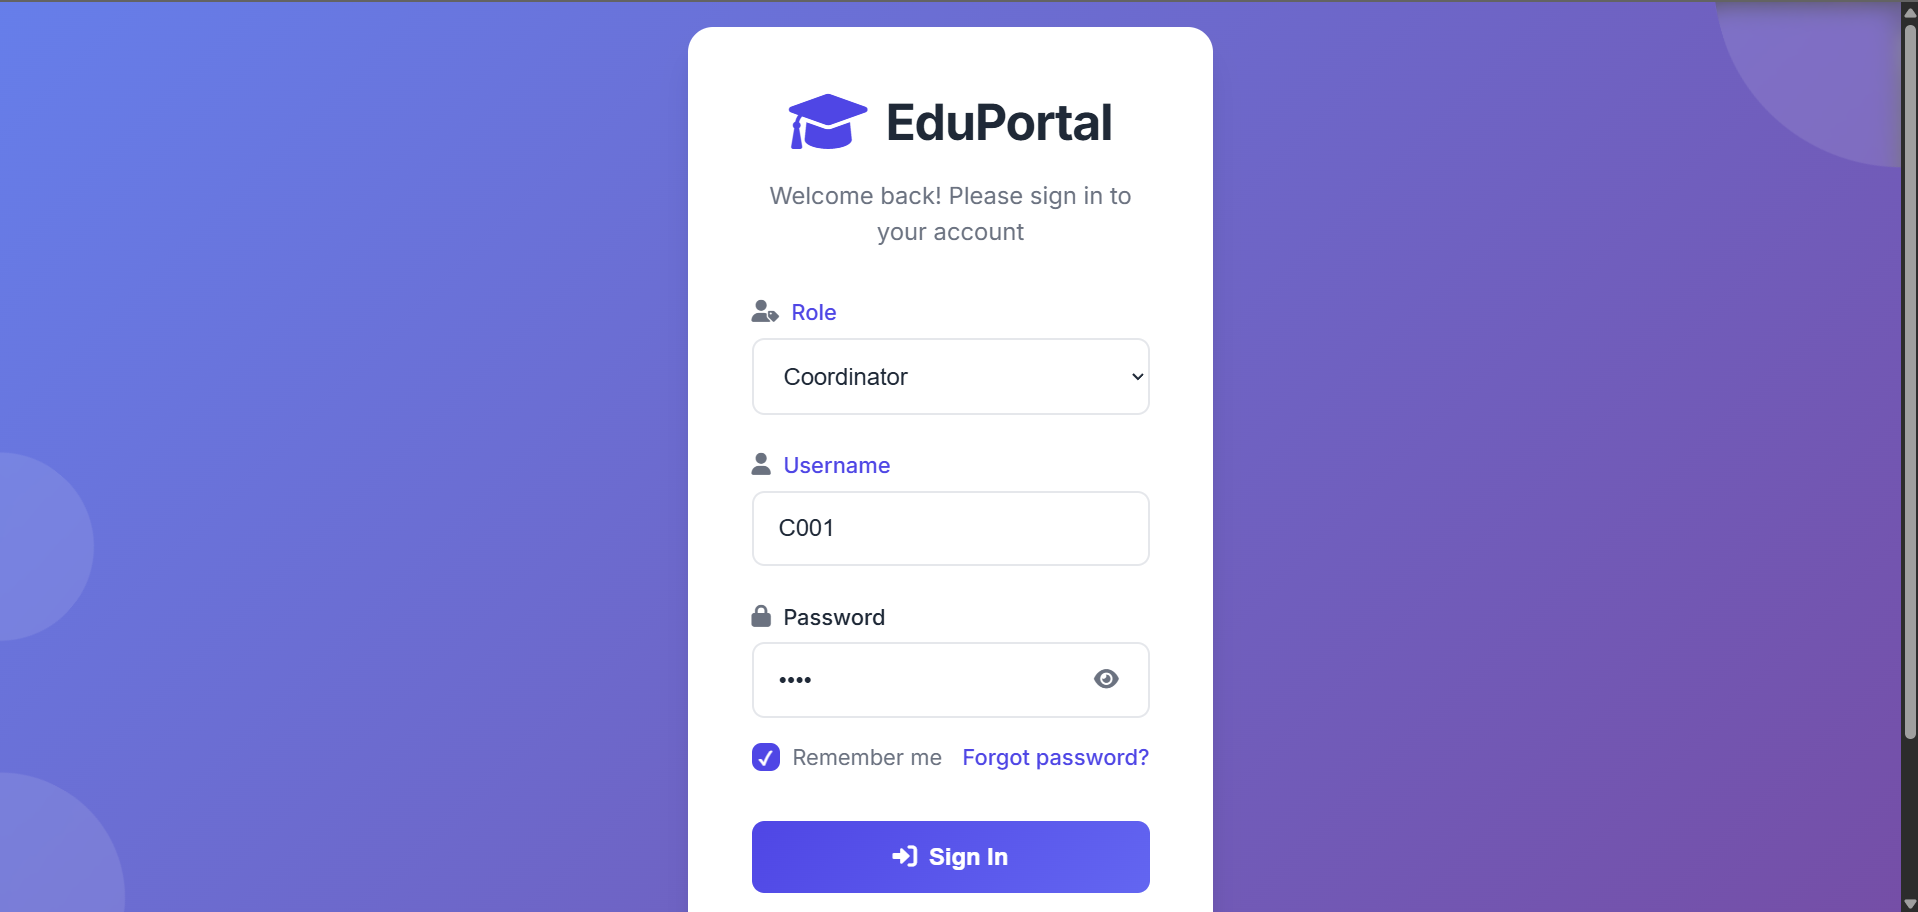 EduPortal
Welcome back! Please sign in to
your account
Role
Coordinator
Username
C001
Password
••••
Remember me Forgot password?
Sign In